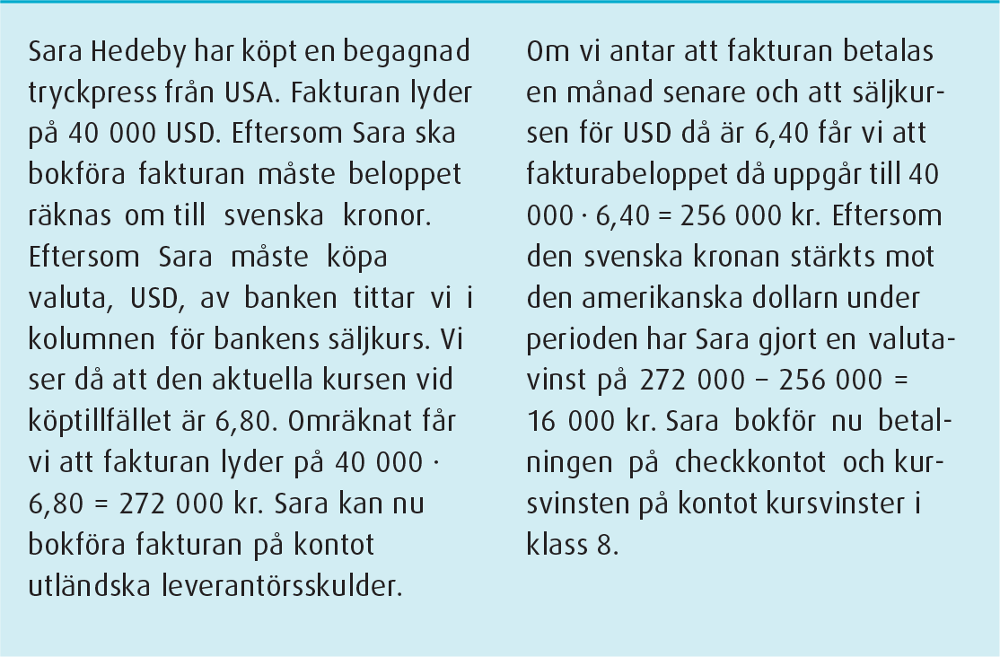 Sara Hedeby har köpt en begagnad
tryckpress från USA. Fakturan lyder
på 40 000 USD. Eftersom Sara ska
bokföra fakturan måste beloppet
räknas om till svenska kronor.
Eftersom Sara måste köpa
valuta, USD, av banken tittar vi i
kolumnen för bankens säljkurs. Vi
ser då att den aktuella kursen vid
köptillfället är 6,80. Omräknat får
vi att fakturan lyder på 40 000 ·
6,80 = 272 000 kr. Sara kan nu
bokföra fakturan på kontot
utländska leverantörsskulder.
Om vi antar att fakturan betalas
en månad senare och att säljkur-
sen för USD då är 6,40 får vi att
fakturabeloppet då uppgår till 40
000 · 6,40 = 256 000 kr. Eftersom
den svenska kronan stärkts mot
den amerikanska dollarn under
perioden har Sara gjort en valuta-
vinst på 272 000 – 256 000 =
16 000 kr. Sara bokför nu betal-
ningen på checkkontot och kur-
svinsten på kontot kursvinster i
klass 8.